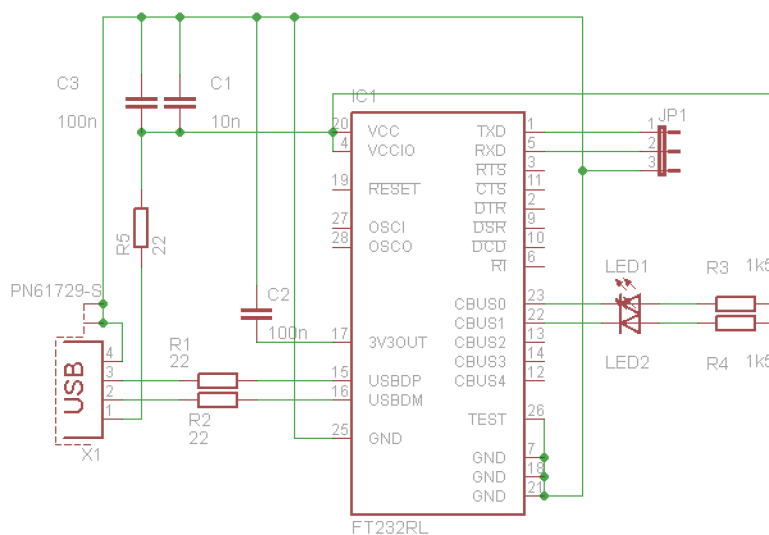 C3
100n
C1
10n
R5
22
PN61729-S
USB
4
3
2
1
X1
R1
22
R2
22
C2
100n
IC1
20 VCC
4 VCCIO
19 RESET
27 OSCI
28 OSCO
17 3V3OUT
15 USBDP
16 USBDM
25 GND
TXD 1
RXD 5
RTS 3
CTS 11
DTR 2
DSR 9
DCD 10
RI 6
CBUS0 23
CBUS1 22
CBUS2 13
CBUS3 14
CBUS4 12
TEST 26
GND 7
GND 18
GND 21
FT232RL
JP1
1
2
3
LED1
LED2
R3 1k5
R4 1k5